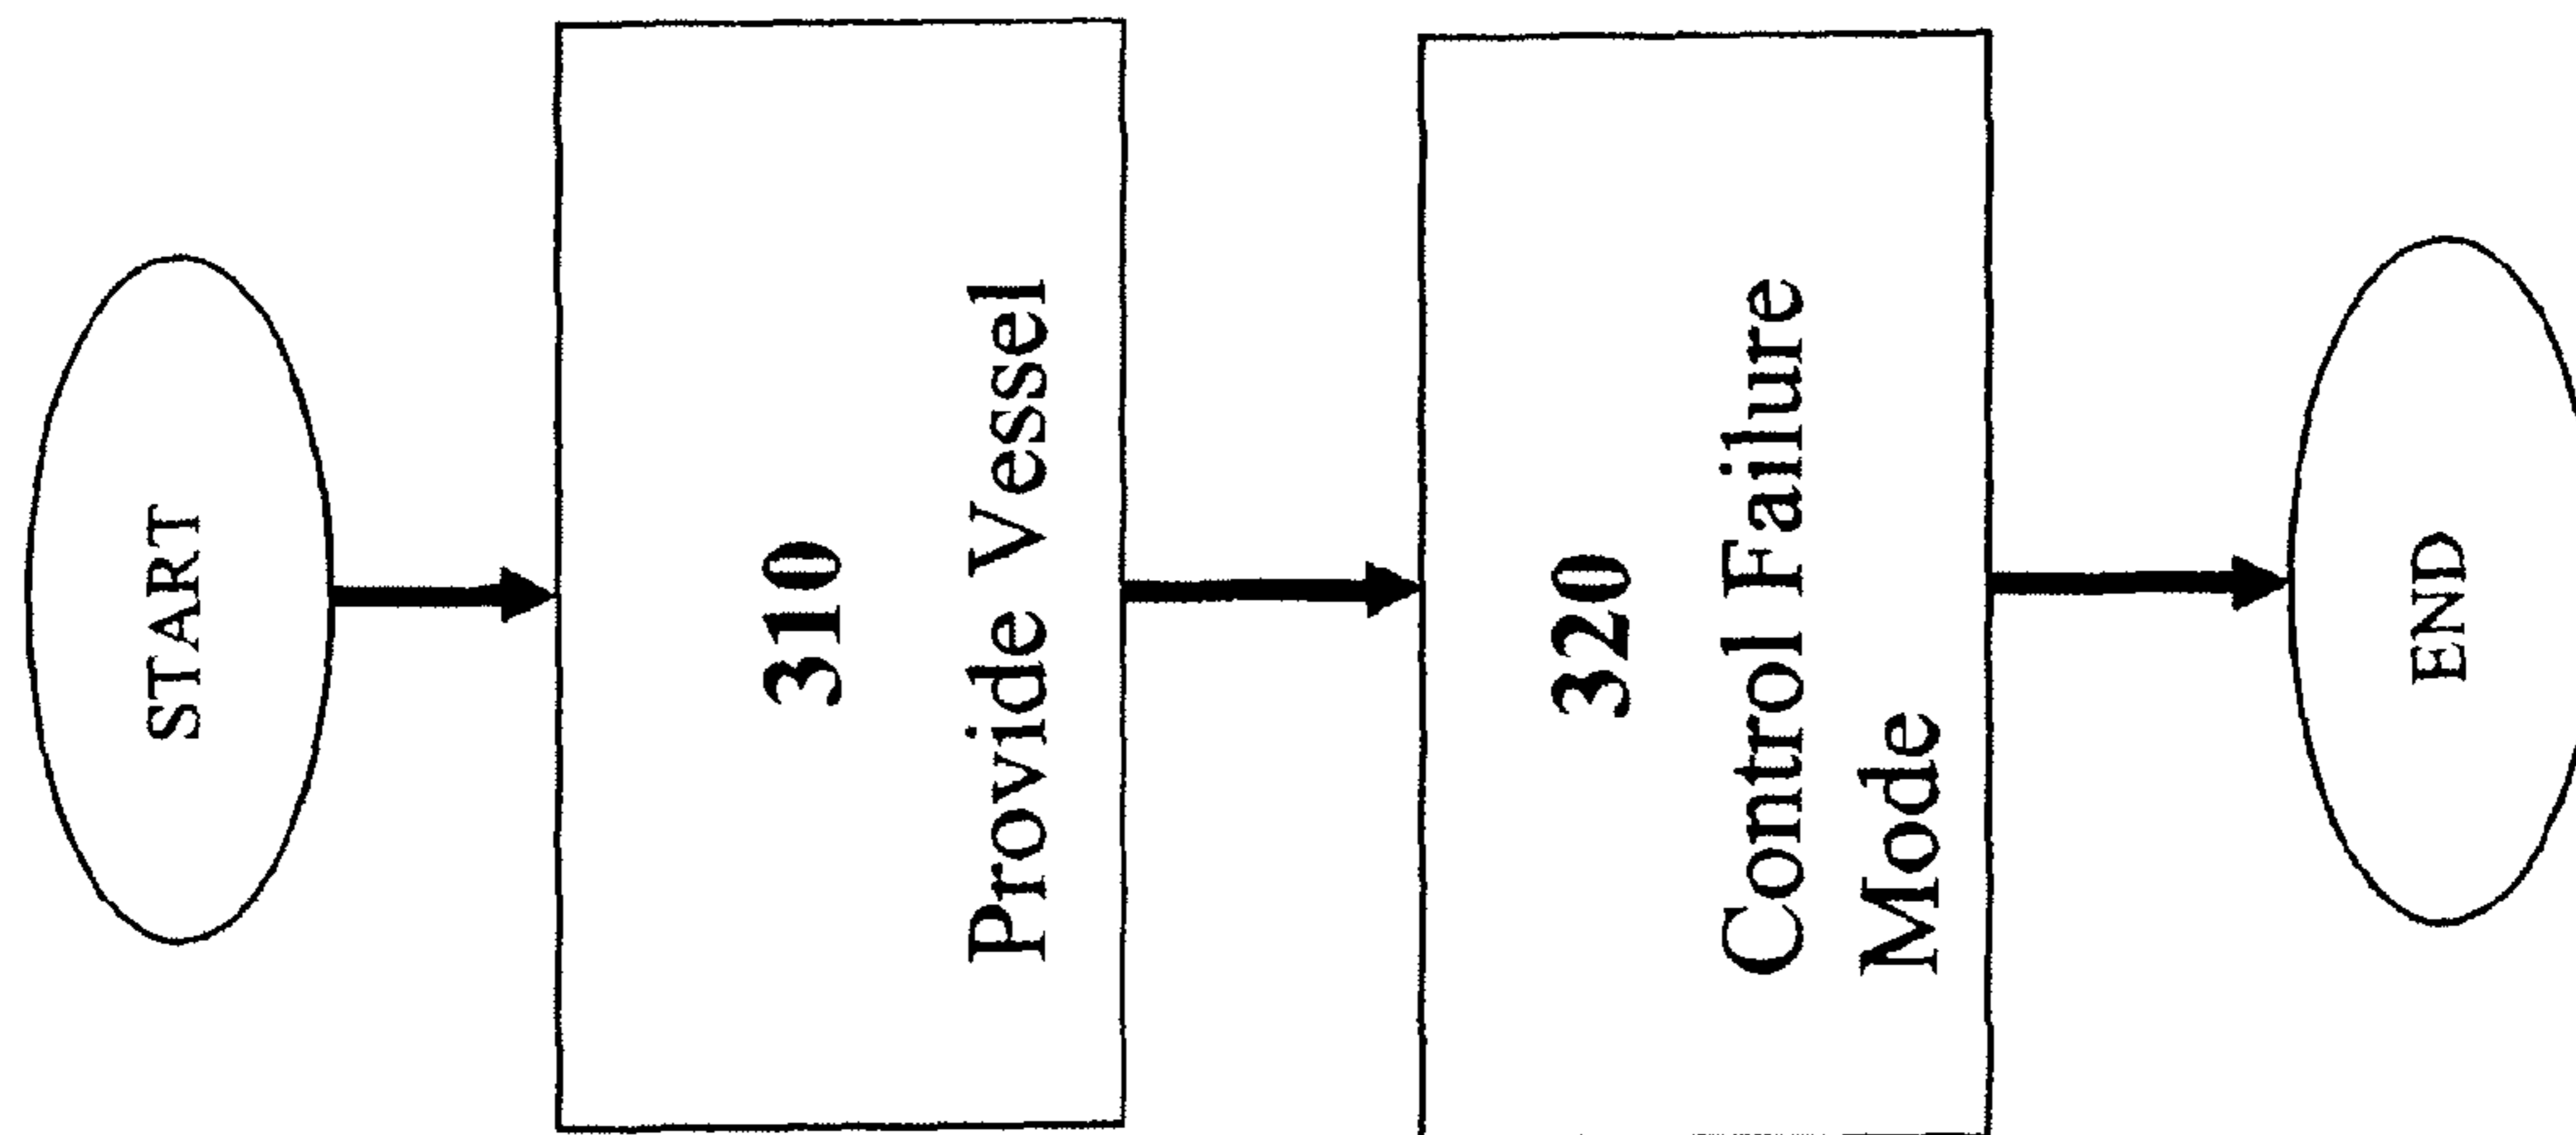 START
310
Provide Vessel
320
Control Failure
Mode
END